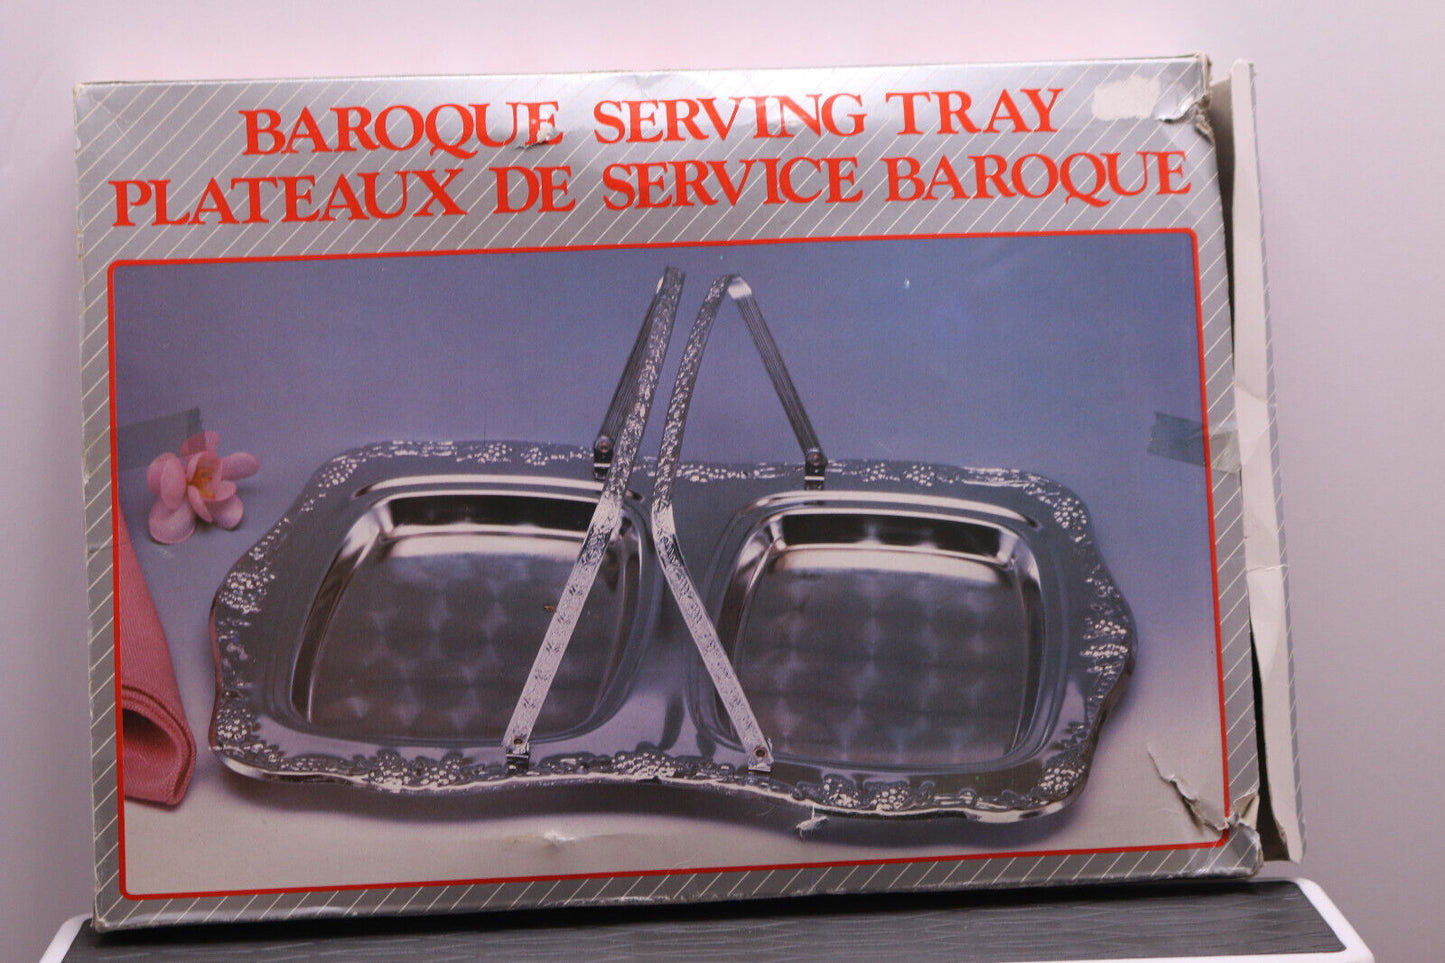 BAROQUE SERVING TRAY
PLATEAUX DE SERVICE BAROQUE